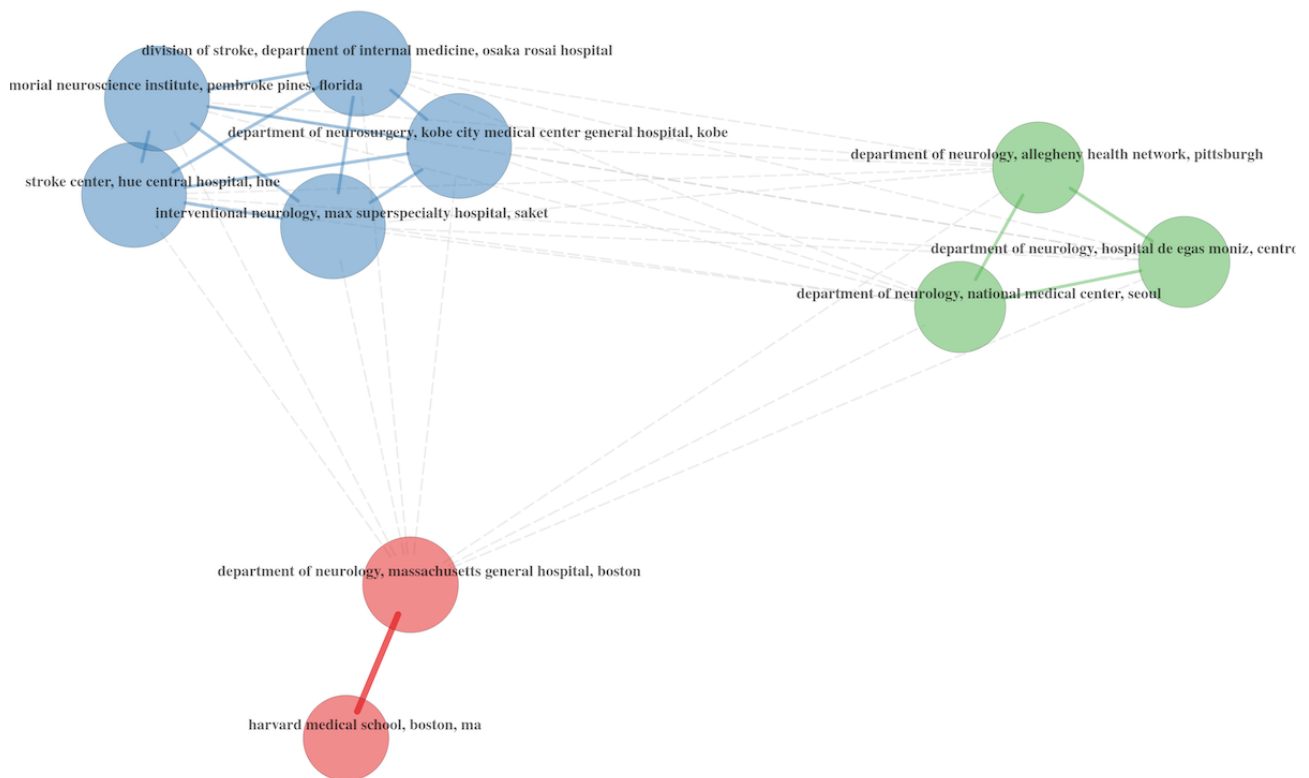 division of stroke, department of internal medicine, osaka rosai hospital
morial neuroscience institute, pembroke pines, florida
department of neurosurgery, kobe city medical center general hospital, kobe
department of neurology, allegheny health network, pittsburgh
stroke center, hue central hospital, hue
interventional neurology, max superspecialty hospital, saket
department of neurology, hospital de egas moniz, centro
department of neurology, national medical center, seoul
department of neurology, massachusetts general hospital, boston
harvard medical school, boston, ma